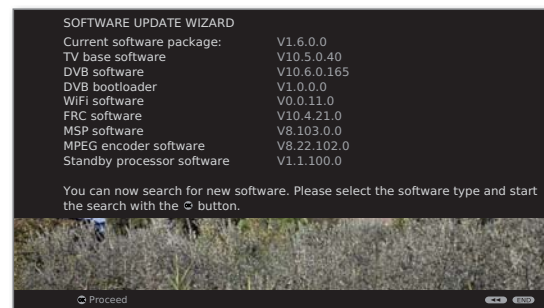 SOFTWARE UPDATE WIZARD
Current software package: V1.6.0.0
TV base software V10.5.0.40
DVB software V10.6.0.165
DVB bootloader V1.0.0.0
WiFi software V0.0.11.0
FRC software V10.4.21.0
MSP software V8.103.0.0
MPEG encoder software V8.22.102.0
Standby processor software V1.1.100.0
You can now search for new software. Please select the software type and start
the search with the OK button.
OK Proceed END